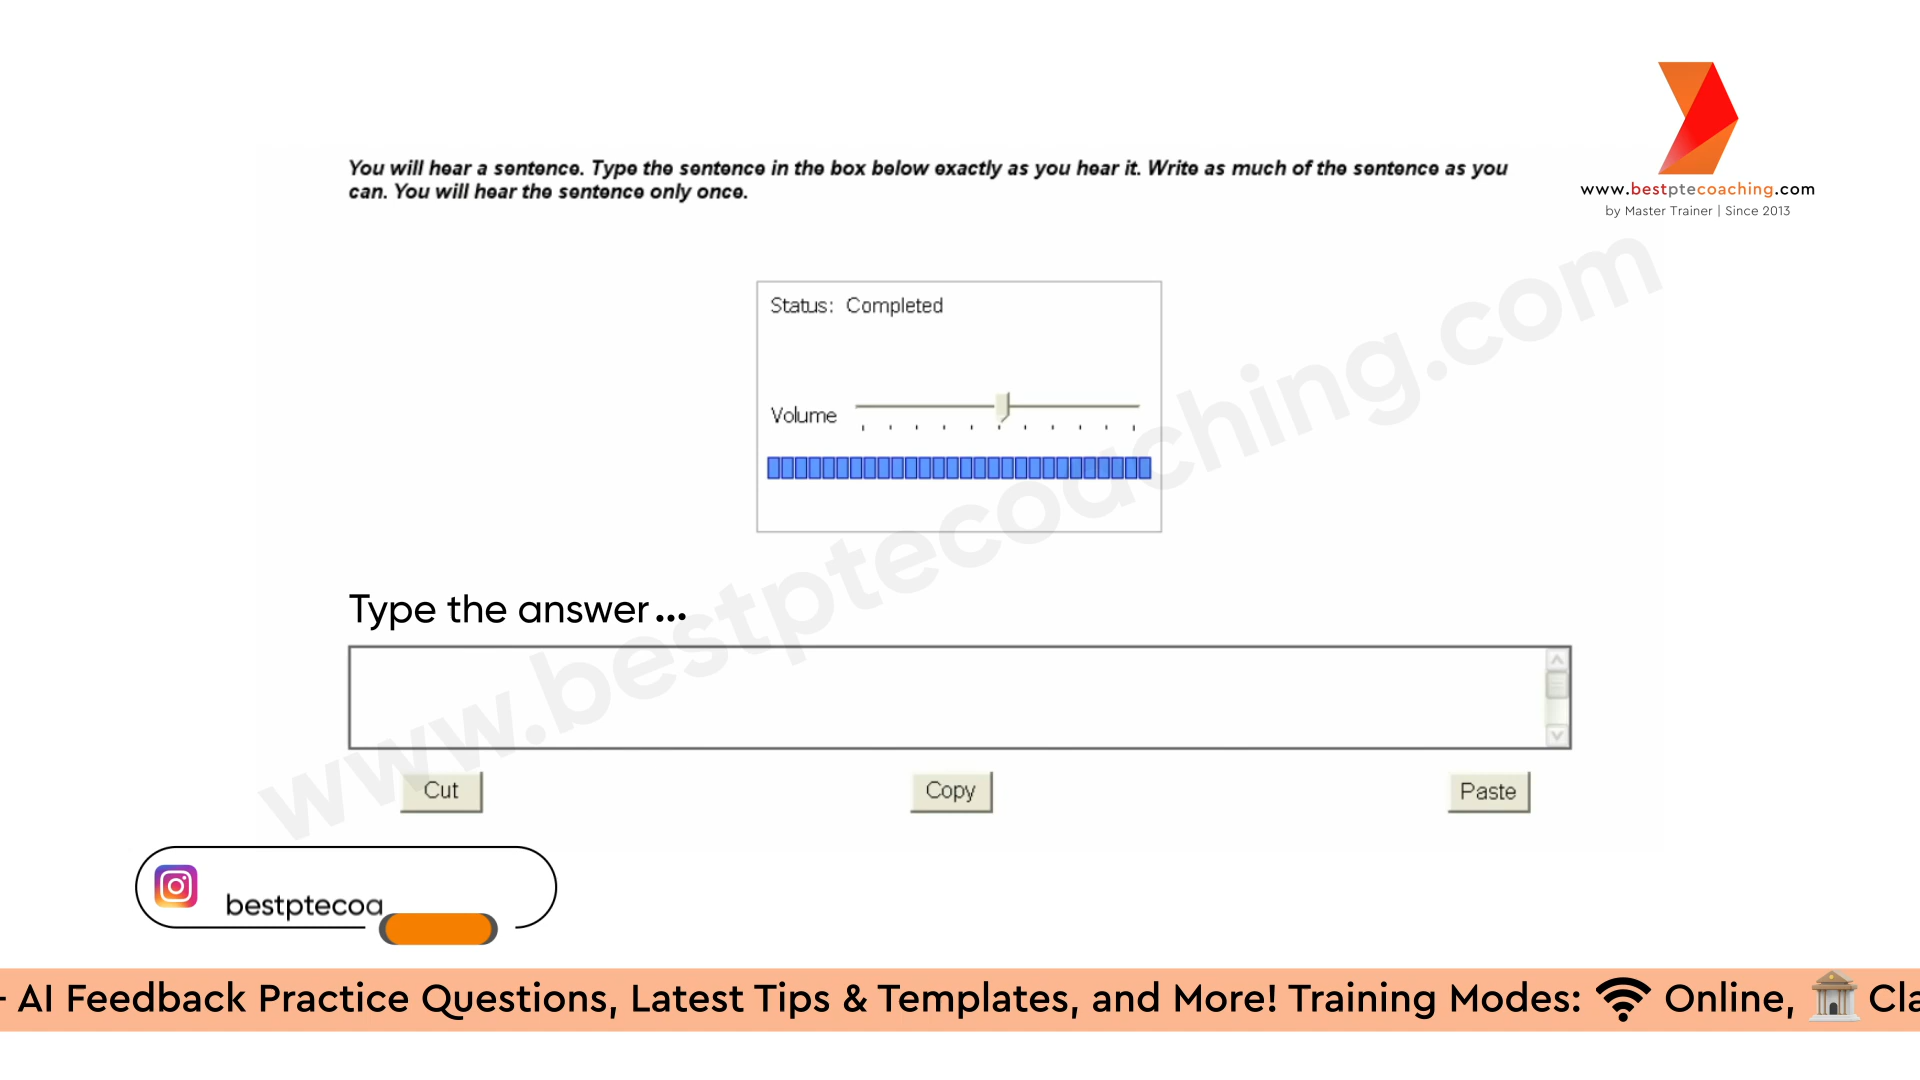 You will hear a sentence. Type the sentence in the box below exactly as you hear it. Write as much of the sentence as you
can. You will hear the sentence only once.
www.bestptecoaching.com
by Master Trainer | Since 2013
Status: Completed
Volume
www.bestptecoaching.com
Type the answer...
Cut
Copy
Paste
bestptecoa
- AI Feedback Practice Questions, Latest Tips & Templates, and More! Training Modes: Online, Cla